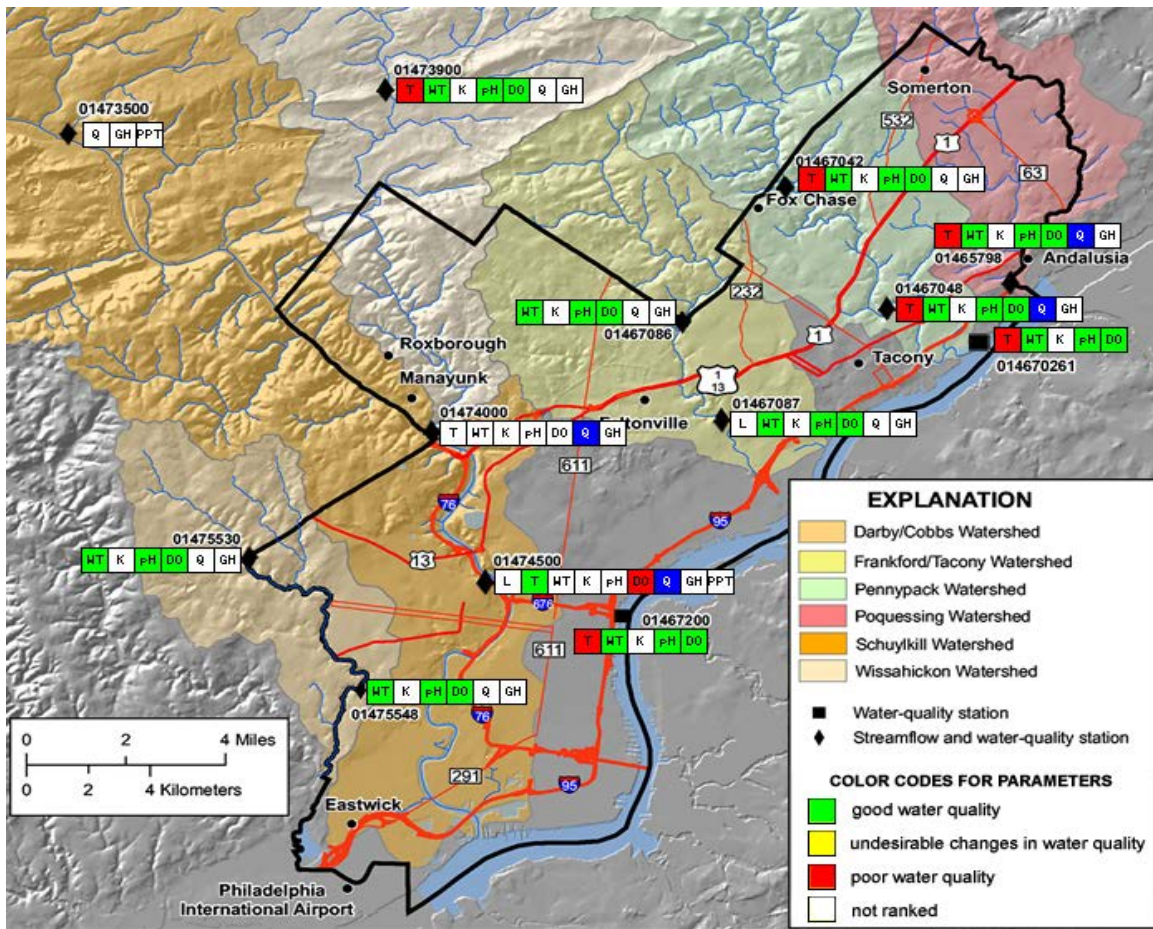 01473900
T WT K pH DO Q GH
01473500
Q GH PPT
Somerton
532
1
63
01467042
T WT K pH DO Q GH
Fox Chase
T WT K pH DO Q GH
01465798
Andalusia
01467048
T WT K pH DO Q GH
232
WT K pH DO Q GH
01467086
1
T WT K pH DO
014670261
Roxborough
Tacony
Manayunk
1
13
01474000
T WT K pH DO Q GH
01467087
L WT K pH DO Q GH
611
76
95
01475530
WT K pH DO Q GH
13
01474500
L T WT K pH DO Q GH PPT
676
01467200
T WT K pH DO
611
WT K pH DO Q GH
01475548
76
291
95
Eastwick
Philadelphia
International Airport
0 2 4 Miles
0 2 4 Kilometers
EXPLANATION
Darby/Cobbs Watershed
Frankford/Tacony Watershed
Pennypack Watershed
Poquessing Watershed
Schuylkill Watershed
Wissahickon Watershed
Water-quality station
Streamflow and water-quality station
COLOR CODES FOR PARAMETERS
good water quality
undesirable changes in water quality
poor water quality
not ranked